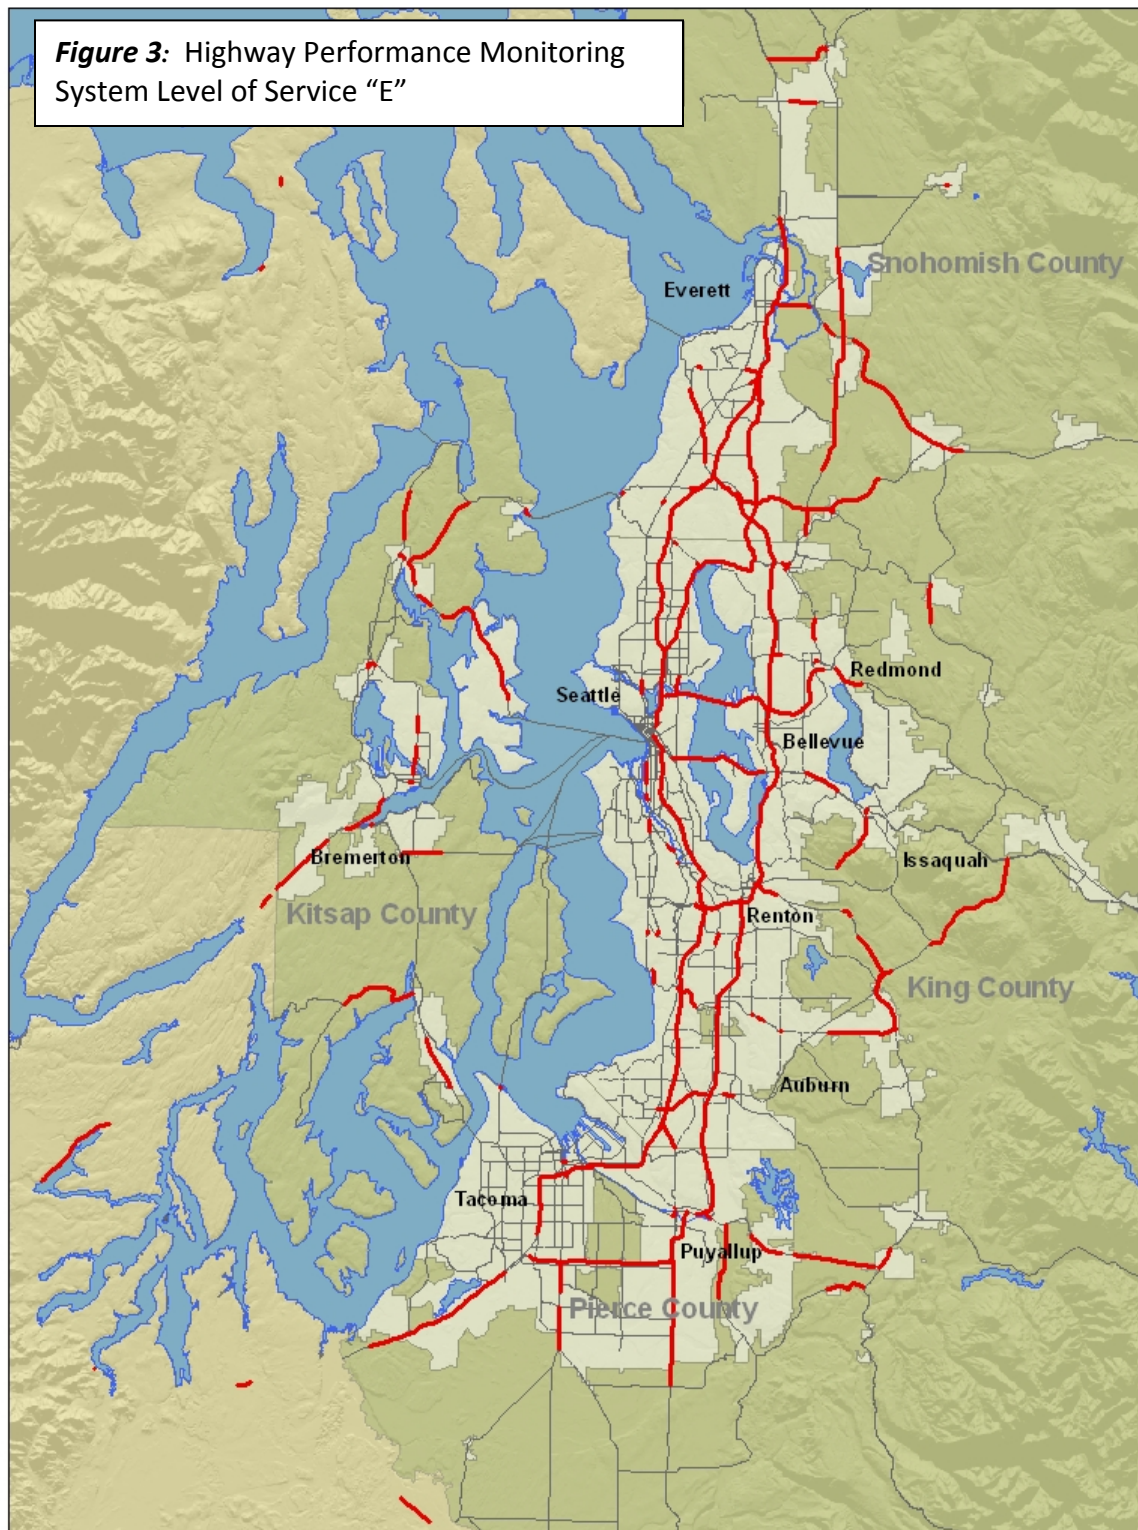 Figure 3: Highway Performance Monitoring
System Level of Service “E”
Snohomish County
Everett
Redmond
Seattle
Bellevue
Bremerton
Issaquah
Kitsap County
Renton
King County
Auburn
Tacoma
Puyallup
Pierce County